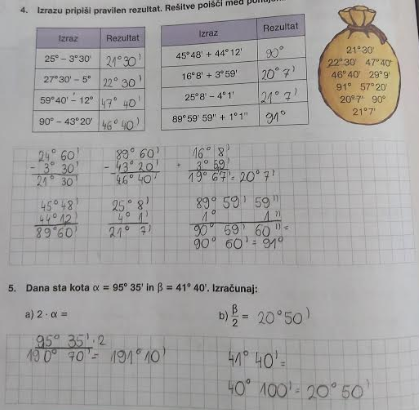 4. Izrazu pripiši pravilen rezultat. Rešitve poišči med
Izraz Rezultat
25° – 3°30' 21°30'
27°30' – 5° 22°30'
59°40' – 12° 47°40'
90° – 43°20' 46°40'
Izraz Rezultat
45°48' + 44°12' 90°
16°8' + 3°59' 20°7'
25°8' – 4°1' 21°7'
89°59'59" + 1°1" 91°
21°30'
22°30' 47°40'
46°40' 29°9'
91° 57°20'
20°7' 90°
21°7'
24° 60' 89° 60' + 16° 8'
- 3° 30' - 43° 20' 3° 59'
21° 30' 46° 40' 19° 67' = 20° 7'
45° 48' 25° 8' 89° 59' 59"
44° 12' 4° 1' 1° 1"
89° 60' 21° 7' 90° 59' 60" =
90° 60' = 91°
5. Dana sta kota α = 95° 35' in β = 41° 40'. Izračunaj:
a) 2 · α = b) β/2 = 20°50'
95° 35' · 2
190° 70' = 191°10'
41° 40' =
40° 100' = 20°50'